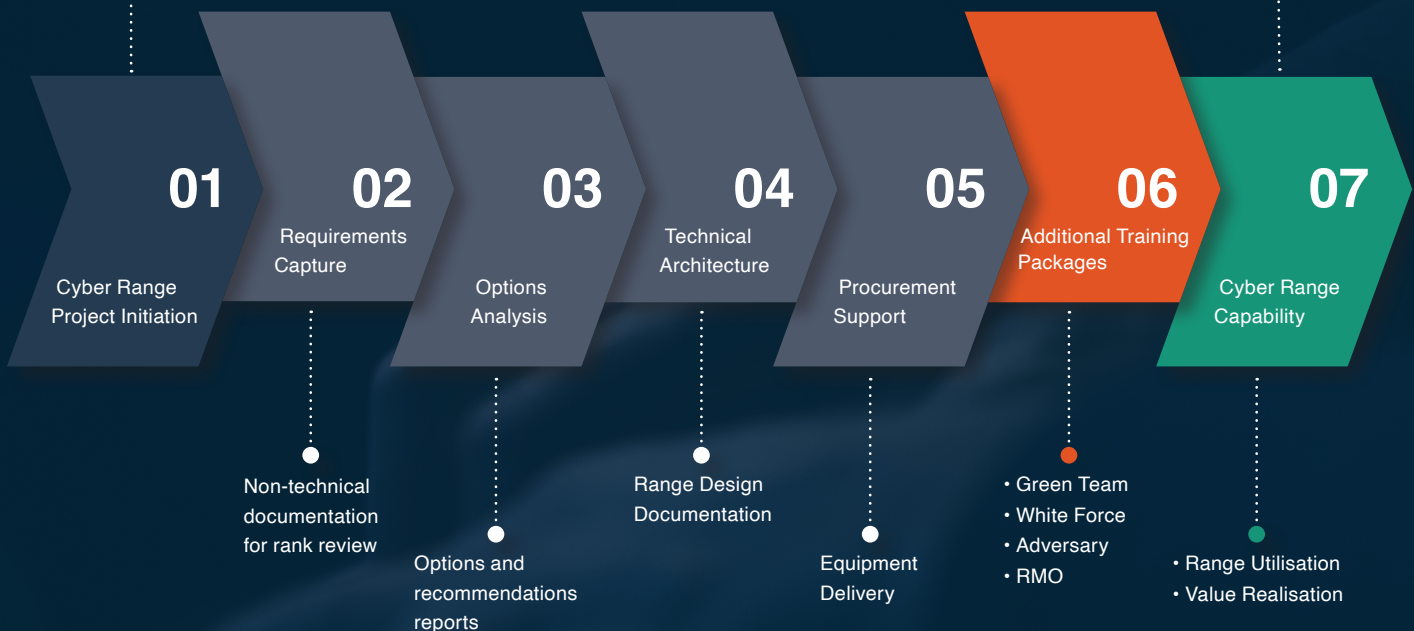 01
Cyber Range
Project Initiation
02
Requirements
Capture
03
Options
Analysis
04
Technical
Architecture
05
Procurement
Support
06
Additional Training
Packages
07
Cyber Range
Capability
Non-technical
documentation
for rank review
Options and
recommendations
reports
Range Design
Documentation
Equipment
Delivery
• Green Team
• White Force
• Adversary
• RMO
• Range Utilisation
• Value Realisation